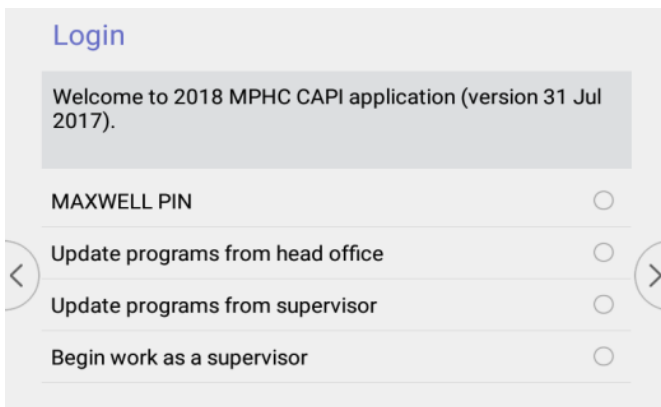 Login
Welcome to 2018 MPHC CAPI application (version 31 Jul
2017).
MAXWELL PIN
Update programs from head office
Update programs from supervisor
Begin work as a supervisor